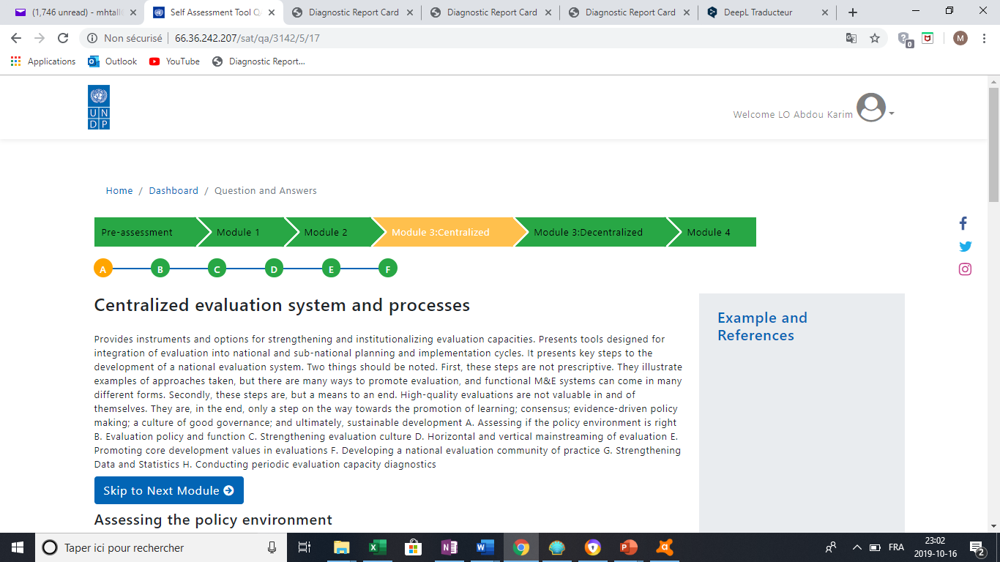 (1,746 unread) - mhtall
Self Assessment Tool Q
Diagnostic Report Card
Diagnostic Report Card
Diagnostic Report Card
DeepL Traducteur
Non sécurisé | 66.36.242.207/sat/qa/3142/5/17
0
M
Applications
Outlook
YouTube
Diagnostic Report...
UN
DP
Welcome LO Abdou Karim
Home / Dashboard / Question and Answers
Pre-assessment
Module 1
Module 2
Module 3:Centralized
Module 3:Decentralized
Module 4
A B C D E F
Centralized evaluation system and processes
Provides instruments and options for strengthening and institutionalizing evaluation capacities. Presents tools designed for
integration of evaluation into national and sub-national planning and implementation cycles. It presents key steps to the
development of a national evaluation system. Two things should be noted. First, these steps are not prescriptive. They illustrate
examples of approaches taken, but there are many ways to promote evaluation, and functional M&E systems can come in many
different forms. Secondly, these steps are, but a means to an end. High-quality evaluations are not valuable in and of
themselves. They are, in the end, only a step on the way towards the promotion of learning; consensus; evidence-driven policy
making; a culture of good governance; and ultimately, sustainable development A. Assessing if the policy environment is right
B. Evaluation policy and function C. Strengthening evaluation culture D. Horizontal and vertical mainstreaming of evaluation E.
Promoting core development values in evaluations F. Developing a national evaluation community of practice G. Strengthening
Data and Statistics H. Conducting periodic evaluation capacity diagnostics
Skip to Next Module
Assessing the policy environment
Example and
References
Taper ici pour rechercher
FRA
23:02
2019-10-16
2